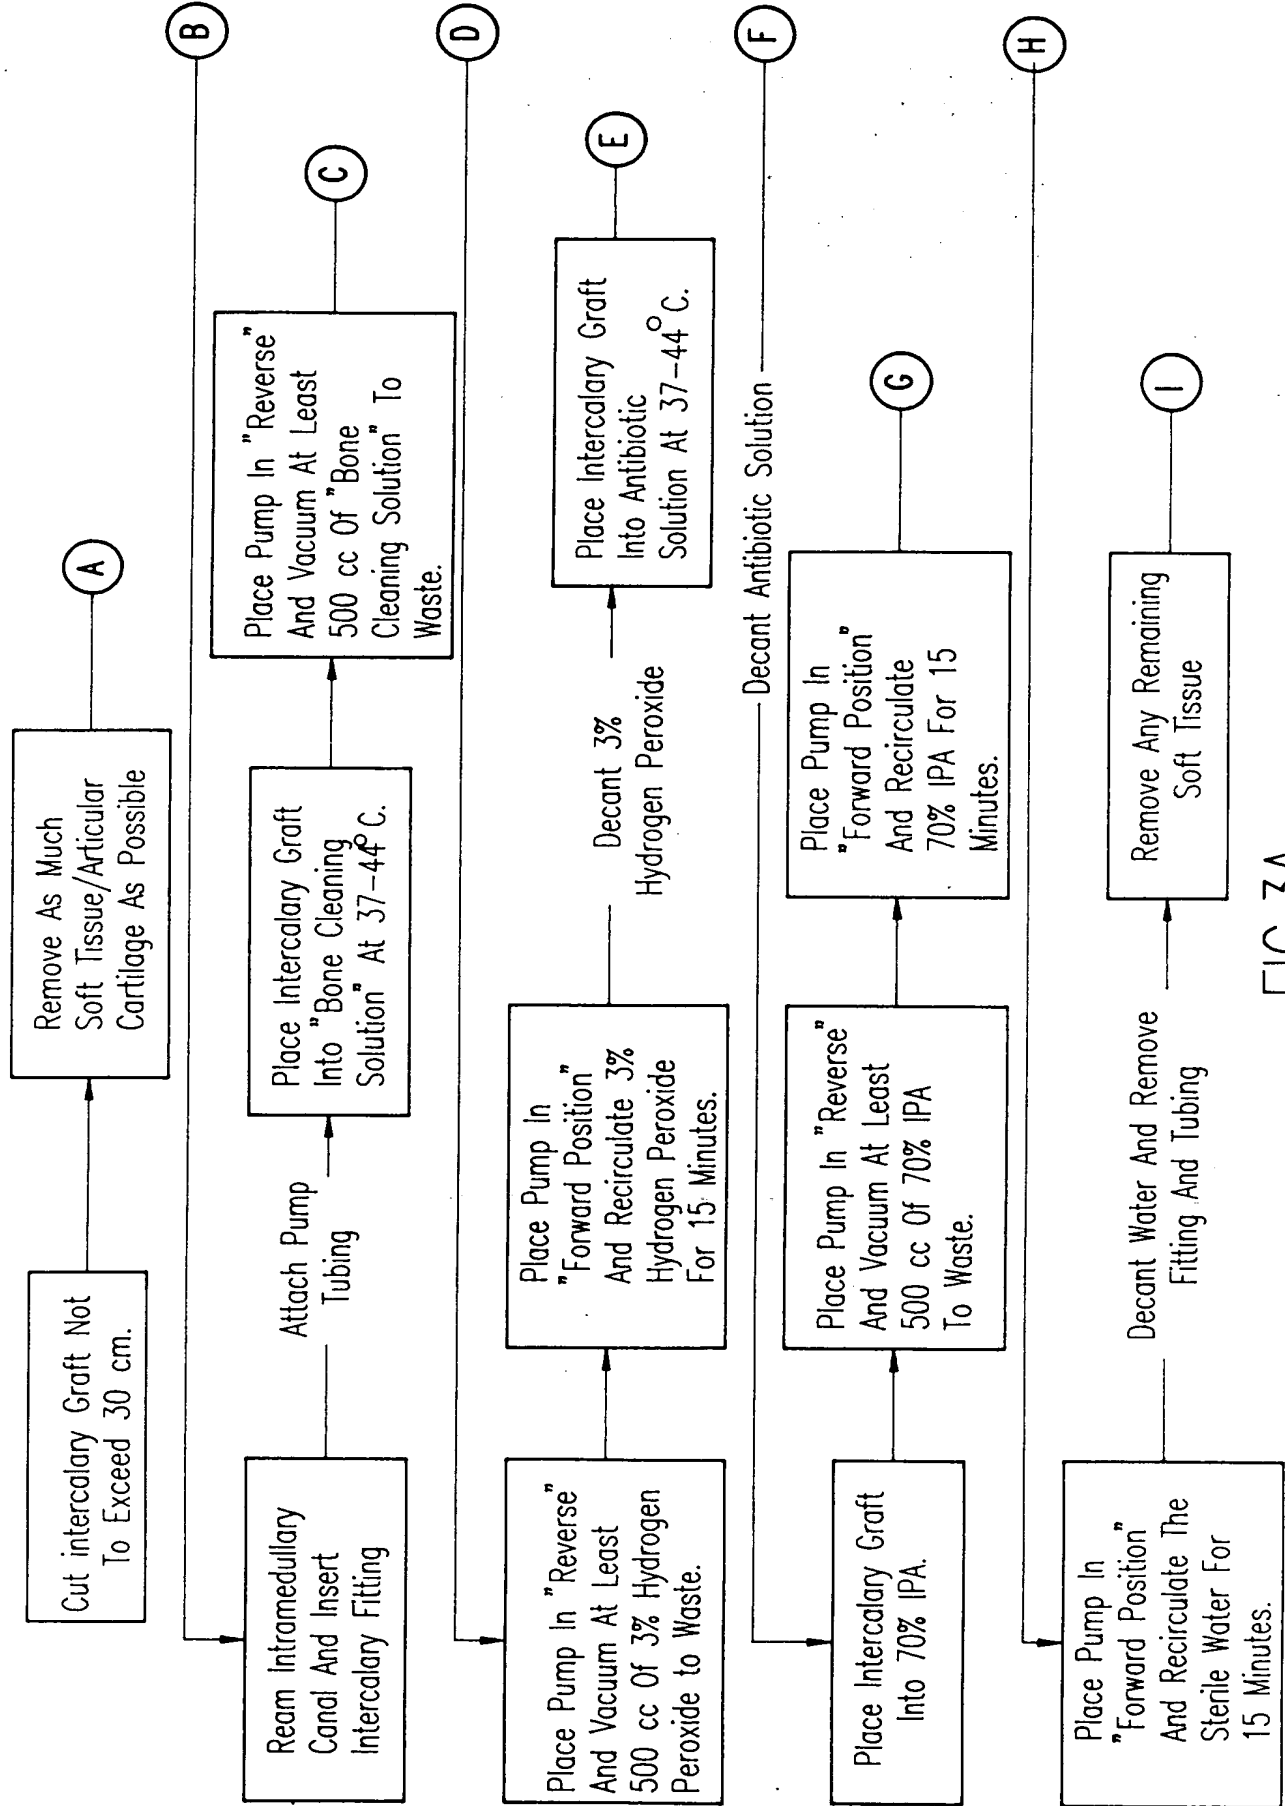 Cut intercalary Graft Not
To Exceed 30 cm.
Remove As Much
Soft Tissue/Articular
Cartilage As Possible
A
B
Ream Intramedullary
Canal And Insert
Intercalary Fitting
Attach Pump
Tubing
Place Intercalary Graft
Into "Bone Cleaning
Solution" At 37-44°C.
Place Pump In "Reverse"
And Vacuum At Least
500 cc Of "Bone
Cleaning Solution" To
Waste.
C
D
Place Pump In "Reverse"
And Vacuum At Least
500 cc Of 3% Hydrogen
Peroxide to Waste.
Place Pump In
"Forward Position"
And Recirculate 3%
Hydrogen Peroxide
For 15 Minutes.
Decant 3%
Hydrogen Peroxide
Place Intercalary Graft
Into Antibiotic
Solution At 37-44°C.
E
Decant Antibiotic Solution
F
Place Intercalary Graft
Into 70% IPA.
Place Pump In "Reverse"
And Vacuum At Least
500 cc Of 70% IPA
To Waste.
Place Pump In
"Forward Position"
And Recirculate
70% IPA For 15
Minutes.
G
H
Place Pump In
"Forward Position"
And Recirculate The
Sterile Water For
15 Minutes.
Decant Water And Remove
Fitting And Tubing
Remove Any Remaining
Soft Tissue
I
FIG. 3A